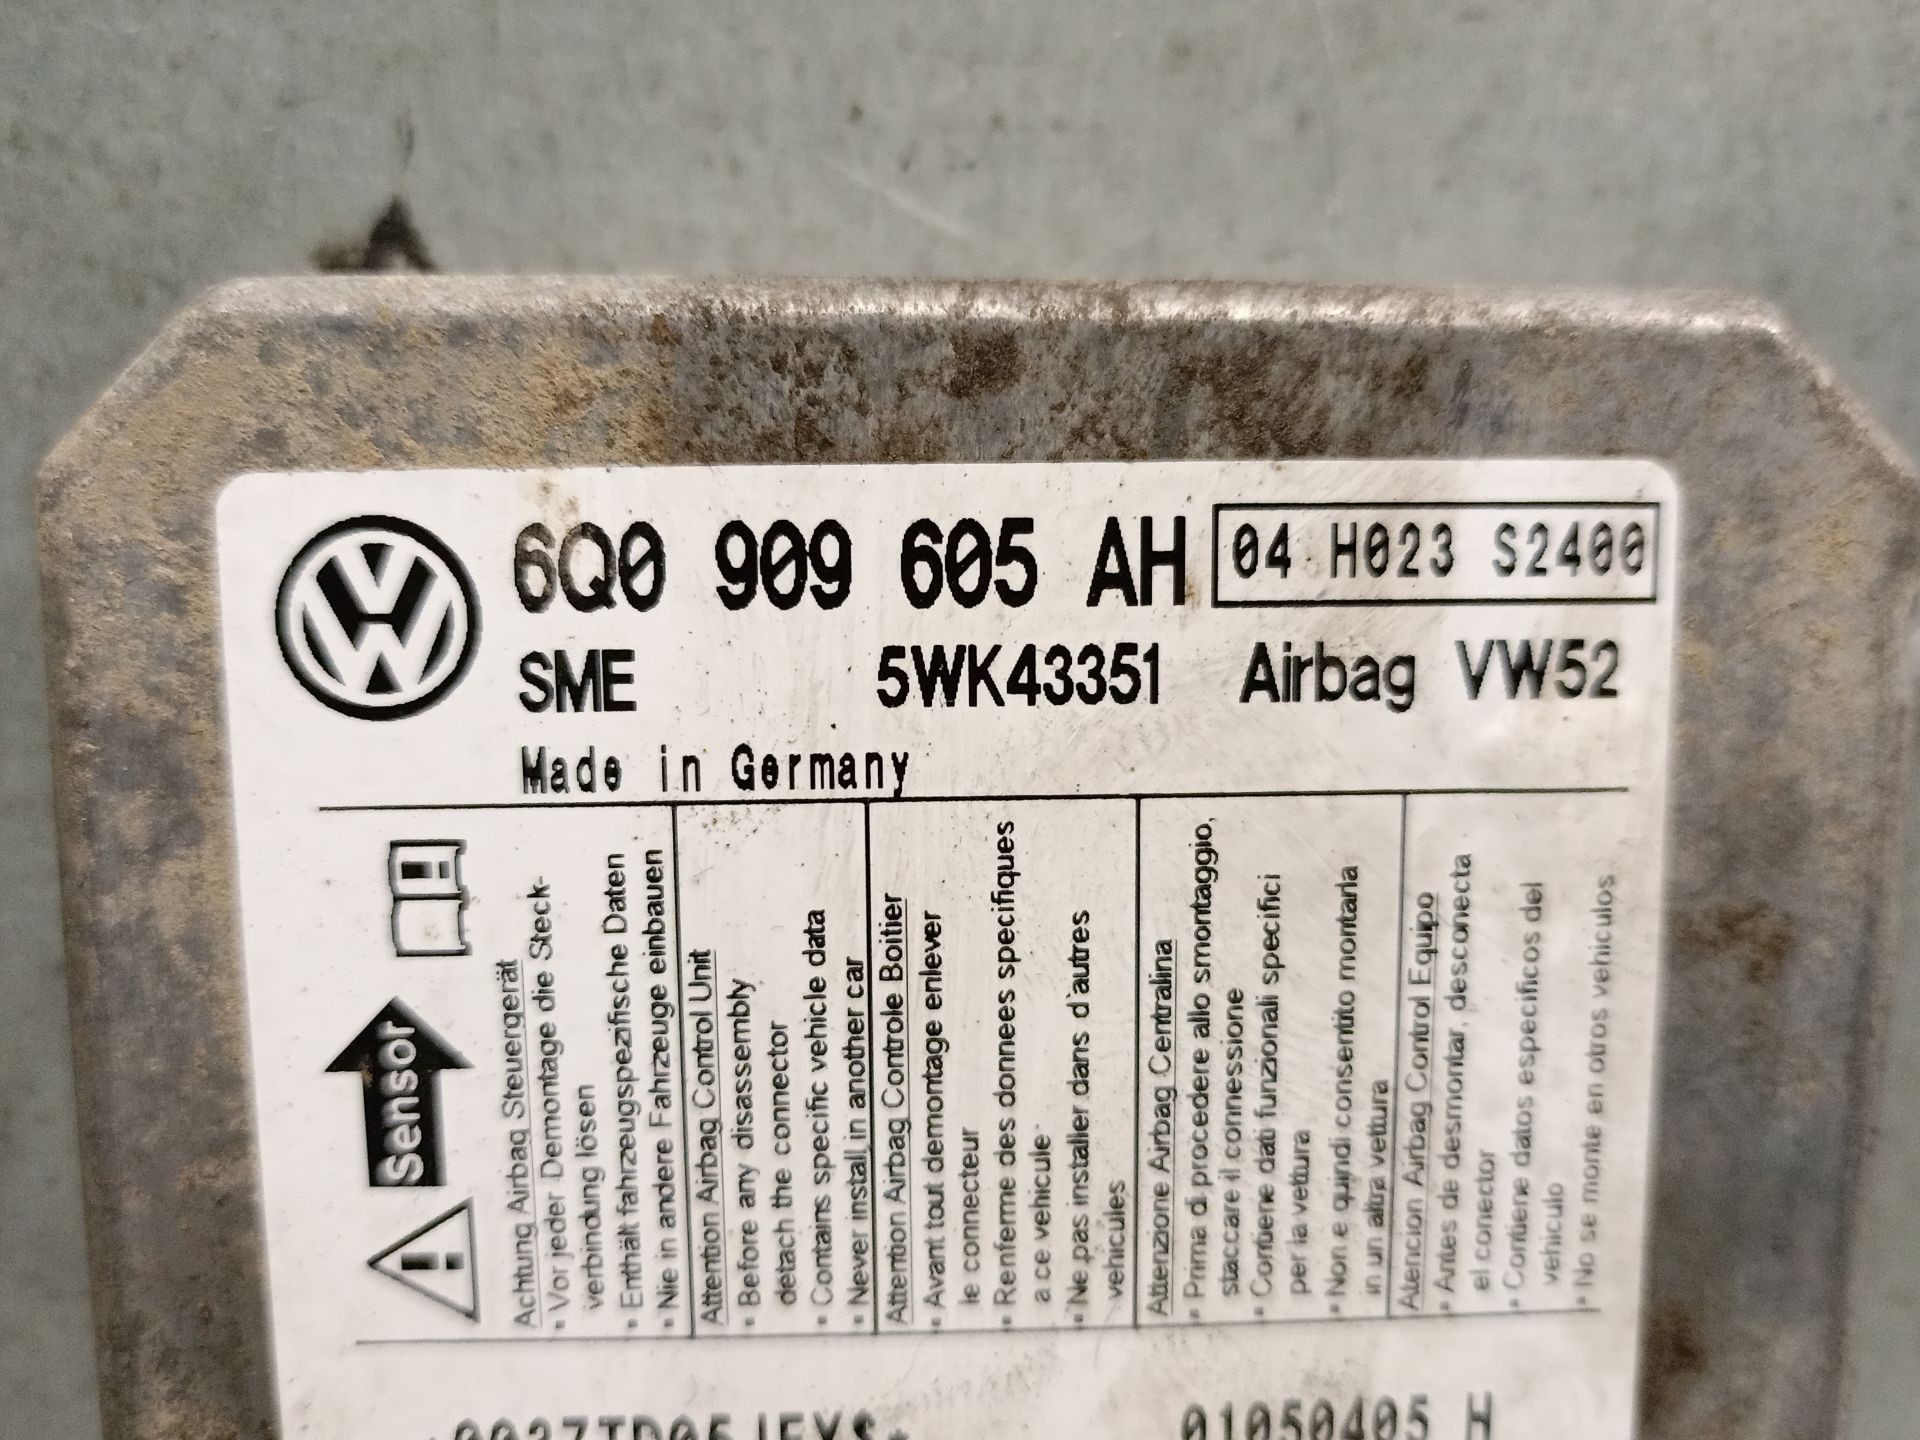 6Q0 909 605 AH 04 H023 S2400
SME 5WK43351 Airbag VW52
Made in Germany
Sensor
Achtung Airbag Steuergerät
• Vor jeder Demontage die Steck-
verbindung lösen
• Enthält fahrzeugspezifische Daten
• Nie in andere Fahrzeuge einbauen
Attention Airbag Control Unit
• Before any disassembly
detach the connector
• Contains specific vehicle data
• Never install in another car
Attention Airbag Controle Boitier
• Avant tout demontage enlever
le connecteur
• Renferme des donnees specifiques
a ce vehicule
• Ne pas installer dans d'autres
vehicules
Attenzione Airbag Centralina
• Prima di procedere allo smontaggio,
staccare il connessione
• Contiene dati funzionali specifici
per la vettura
• Non e quindi consentito montarla
in un altra vettura
Atencion Airbag Control Equipo
• Antes de desmontar, desconecta
el conector
• Contiene datos especificos del
vehiculo
• No se monte en otros vehiculos
01050405 H